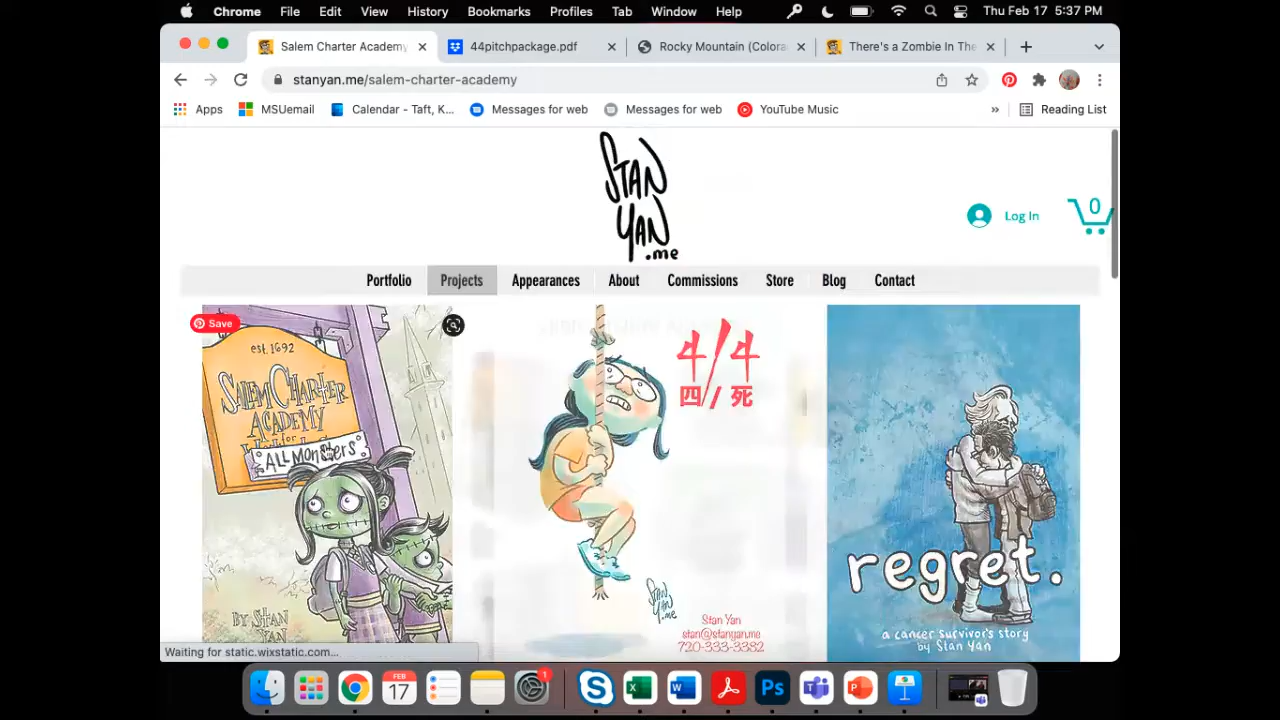 Chrome File Edit View History Bookmarks Profiles Tab Window Help Thu Feb 17 5:37 PM
Salem Charter Academy 44pitchpackage.pdf Rocky Mountain (Colora There's a Zombie In The
stanyan.me/salem-charter-academy
Apps MSUemail Calendar - Taft, K... Messages for web Messages for web YouTube Music » Reading List
STAN
YAN
.me
Log In
0
Portfolio Projects Appearances About Commissions Store Blog Contact
Save
est. 1692
SALEM CHARTER
ACADEMY
for
ALL MONSTERS
BY STAN
YAN
4/4
四//死
STAN
YAN
.me
Stan Yan
stan@stanyan.me
720-333-3382
regret.
a cancer survivor's story
by Stan Yan
Waiting for static.wixstatic.com...
FEB
17
1